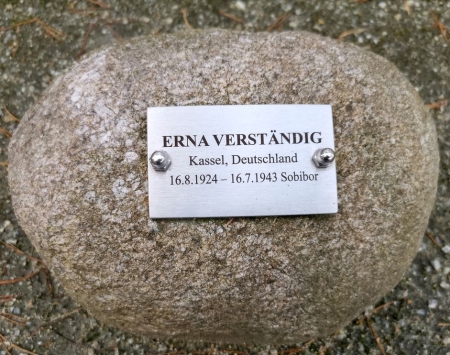 ERNA VERSTÄNDIG
Kassel, Deutschland
16.8.1924 – 16.7.1943 Sobibor